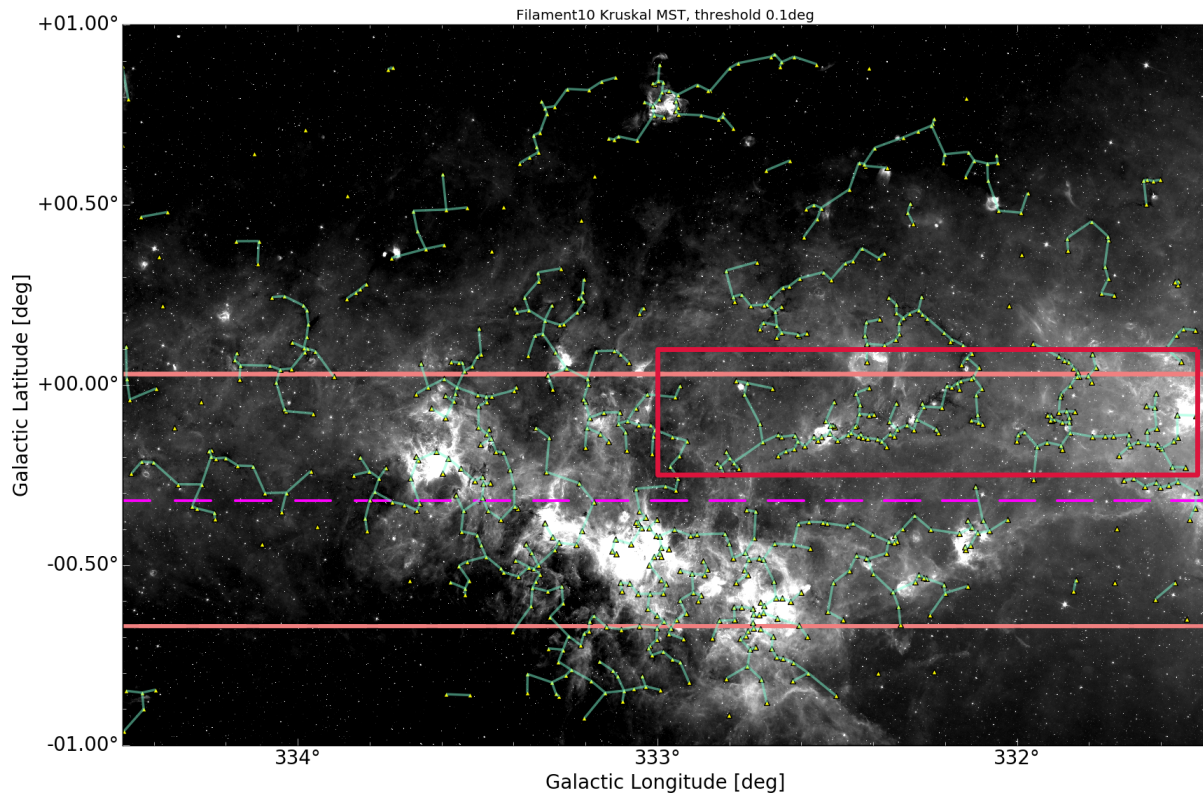 Filament10 Kruskal MST, threshold 0.1deg
+01.00°
+00.50°
+00.00°
-00.50°
-01.00°
Galactic Latitude [deg]
334°
333°
332°
Galactic Longitude [deg]